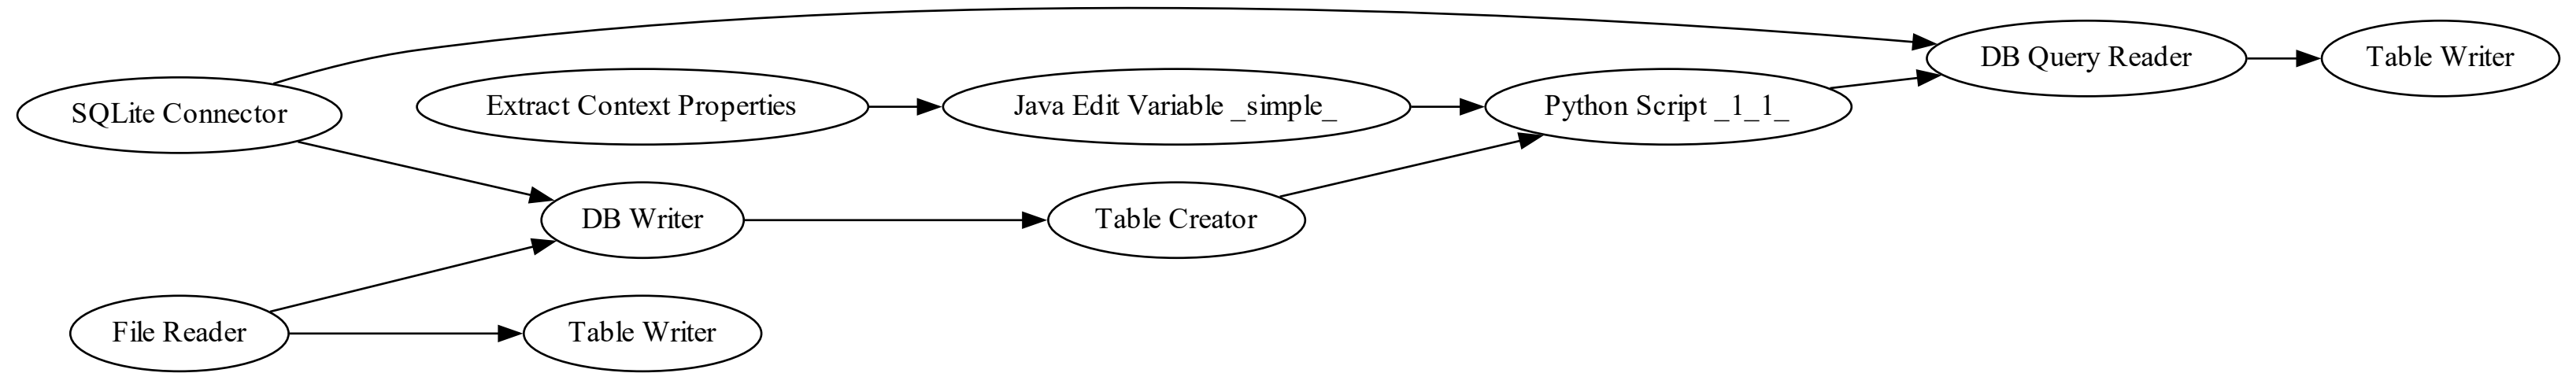 DB Query Reader
Table Writer
SQLite Connector
Extract Context Properties
Java Edit Variable _simple_
Python Script _1_1_
DB Writer
Table Creator
File Reader
Table Writer